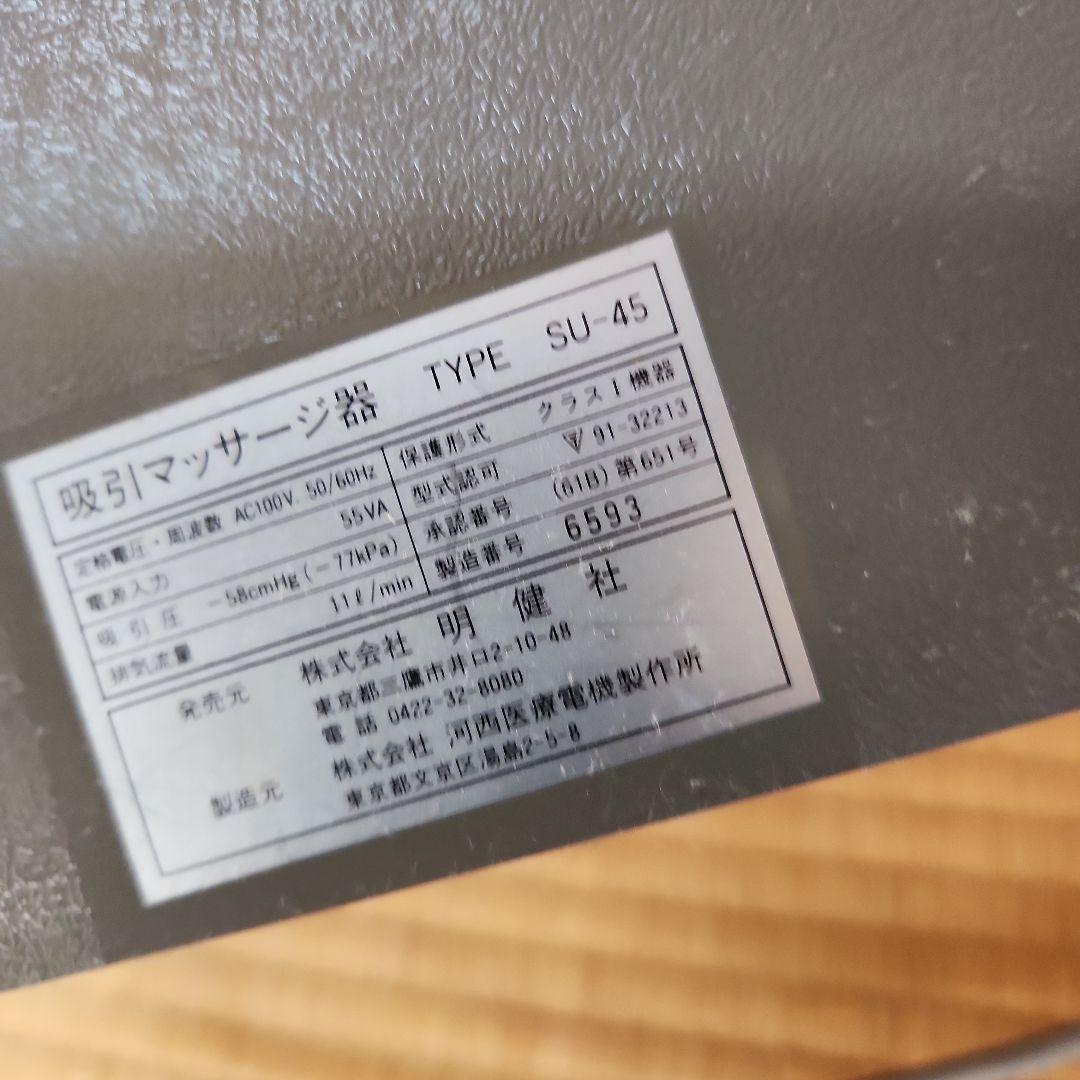 吸引マッサージ器 TYPE SU-45
定格電圧・周波数 AC100V. 50/60Hz
電源入力 55VA
吸引圧 -58cmHg(-77kPa)
排気流量 11ℓ/min
保護形式 クラスI機器
型式認可 91-32213
承認番号 (61B)第651号
製造番号 6593
発売元 株式会社 明健社
東京都三鷹市井口2-10-48
電話 0422-32-8080
製造元 株式会社 河西医療電機製作所
東京都文京区湯島2-5-8